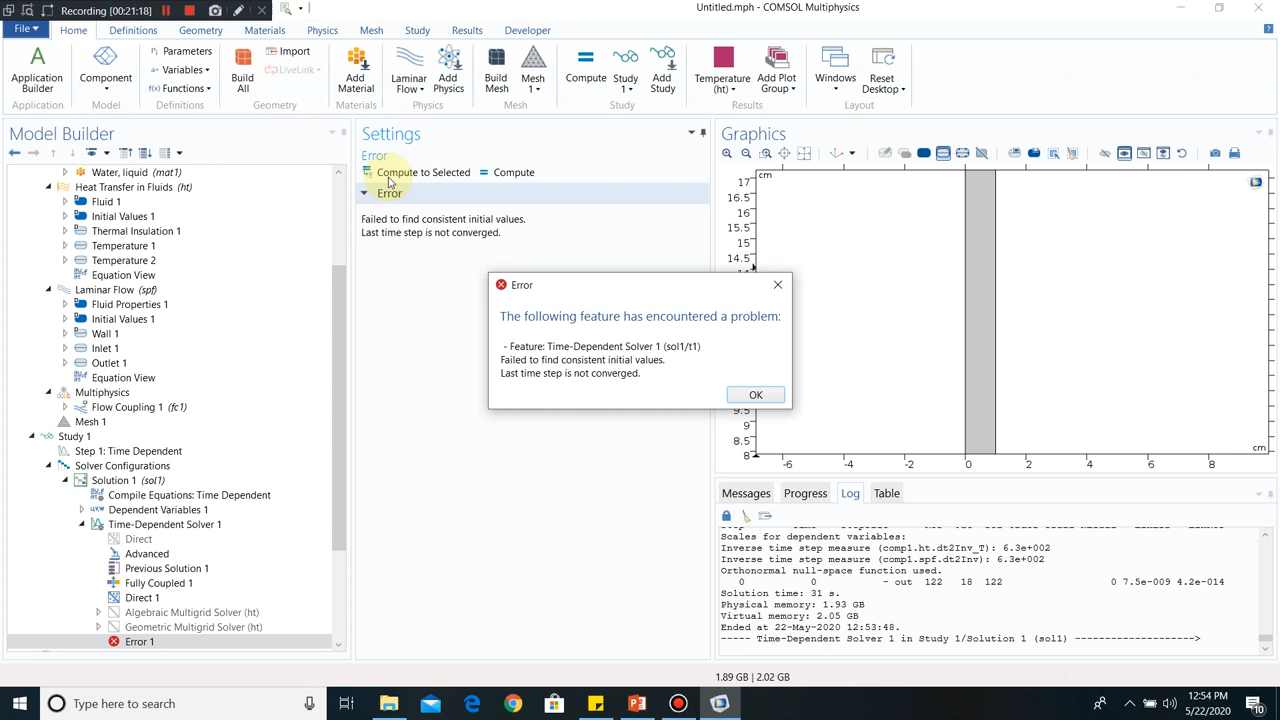 Recording [00:21:18]
Untitled.mph - COMSOL Multiphysics
File
Home
Definitions
Geometry
Materials
Physics
Mesh
Study
Results
Developer
Application Builder
Component
Parameters
Variables
Functions
Build All
Import
LiveLink
Add Material
Laminar Flow
Add Physics
Build Mesh
Mesh 1
Compute
Study 1
Add Study
Temperature (ht)
Add Plot Group
Windows
Reset Desktop
Application
Model
Definitions
Geometry
Materials
Physics
Mesh
Study
Results
Layout
Model Builder
Water, liquid (mat1)
Heat Transfer in Fluids (ht)
Fluid 1
Initial Values 1
Thermal Insulation 1
Temperature 1
Temperature 2
Equation View
Laminar Flow (spf)
Fluid Properties 1
Initial Values 1
Wall 1
Inlet 1
Outlet 1
Equation View
Multiphysics
Flow Coupling 1 (fc1)
Mesh 1
Study 1
Step 1: Time Dependent
Solver Configurations
Solution 1 (sol1)
Compile Equations: Time Dependent
Dependent Variables 1
Time-Dependent Solver 1
Direct
Advanced
Previous Solution 1
Fully Coupled 1
Direct 1
Algebraic Multigrid Solver (ht)
Geometric Multigrid Solver (ht)
Error 1
Settings
Error
Compute to Selected
= Compute
Error
Failed to find consistent initial values.
Last time step is not converged.
Error
The following feature has encountered a problem:
- Feature: Time-Dependent Solver 1 (sol1/t1)
Failed to find consistent initial values.
Last time step is not converged.
OK
Graphics
cm
17
16.5
16
15.5
15
14.5
9.5
9
8.5
8
-6
-4
-2
0
2
4
6
8
cm
Messages
Progress
Log
Table
Scales for dependent variables:
Inverse time step measure (comp1.ht.dt2Inv_T): 6.3e+002
Inverse time step measure (comp1.spf.dt2Inv): 6.3e+002
Orthonormal null-space function used.
0 0 - out 122 18 122 0 7.5e-009 4.2e-014
Solution time: 31 s.
Physical memory: 1.93 GB
Virtual memory: 2.05 GB
Ended at 22-May-2020 12:53:48.
----- Time-Dependent Solver 1 in Study 1/Solution 1 (sol1) -------------------->
1.89 GB | 2.02 GB
Type here to search
12:54 PM
5/22/2020